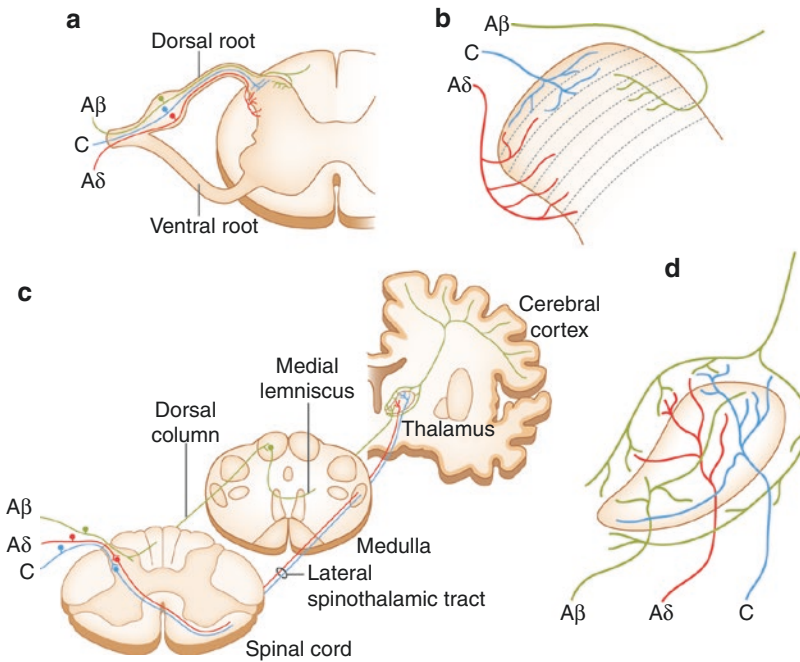 a
Dorsal root
Aβ
C
Aδ
Ventral root
b
Aβ
C
Aδ
c
Cerebral
cortex
Medial
lemniscus
Dorsal
column
Thalamus
Aβ
Aδ
C
Medulla
Lateral
spinothalamic tract
Spinal cord
d
Aβ
Aδ
C